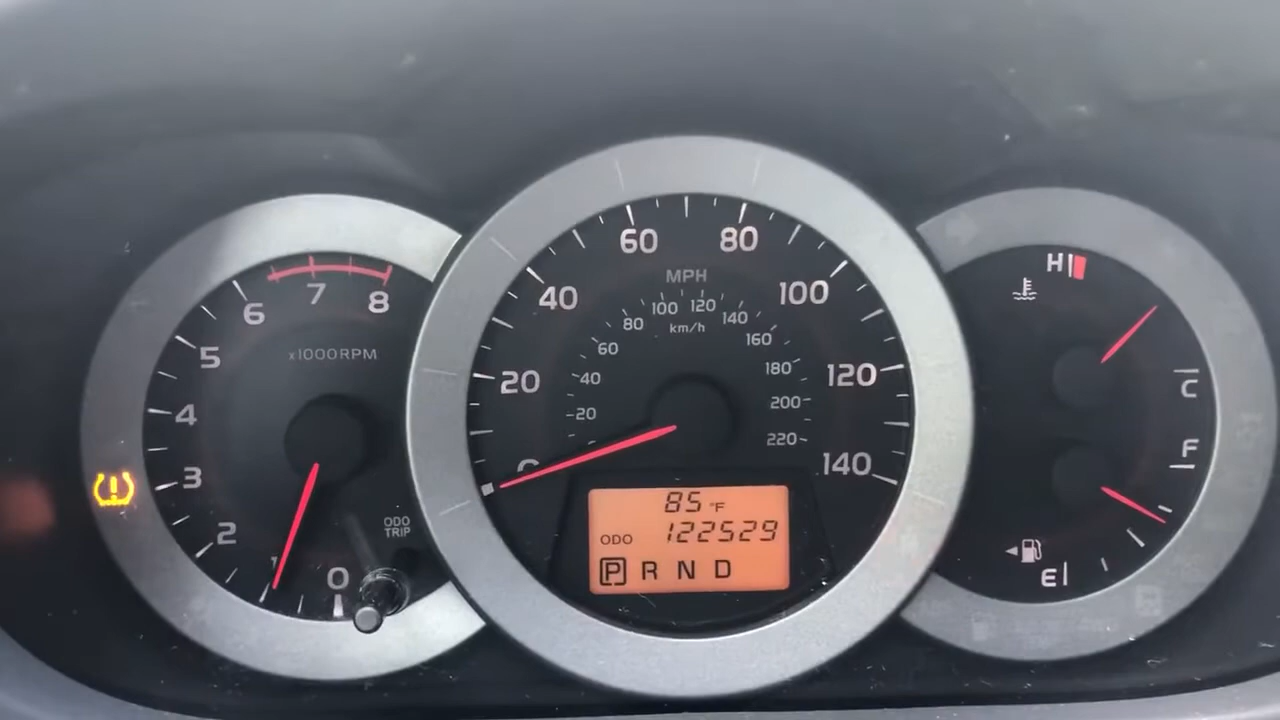 6 7 8
5
4
3
2
1
0
x1000RPM
ODO
TRIP
60 80
40 100
20 120
140
MPH
100 120
80 140
60 160
40 180
20 200
220
km/h
85°F
ODO 122529
P R N D
H
C
F
E